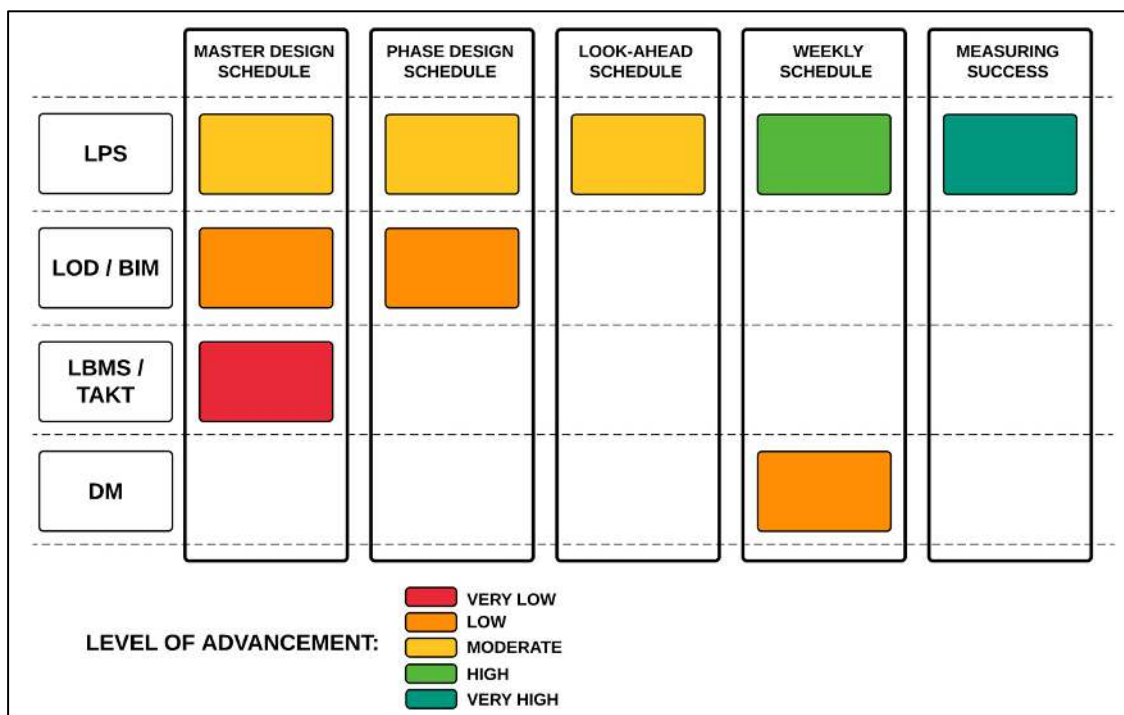 MASTER DESIGN
SCHEDULE
PHASE DESIGN
SCHEDULE
LOOK-AHEAD
SCHEDULE
WEEKLY
SCHEDULE
MEASURING
SUCCESS
LPS
LOD / BIM
LBMS /
TAKT
DM
LEVEL OF ADVANCEMENT:
VERY LOW
LOW
MODERATE
HIGH
VERY HIGH